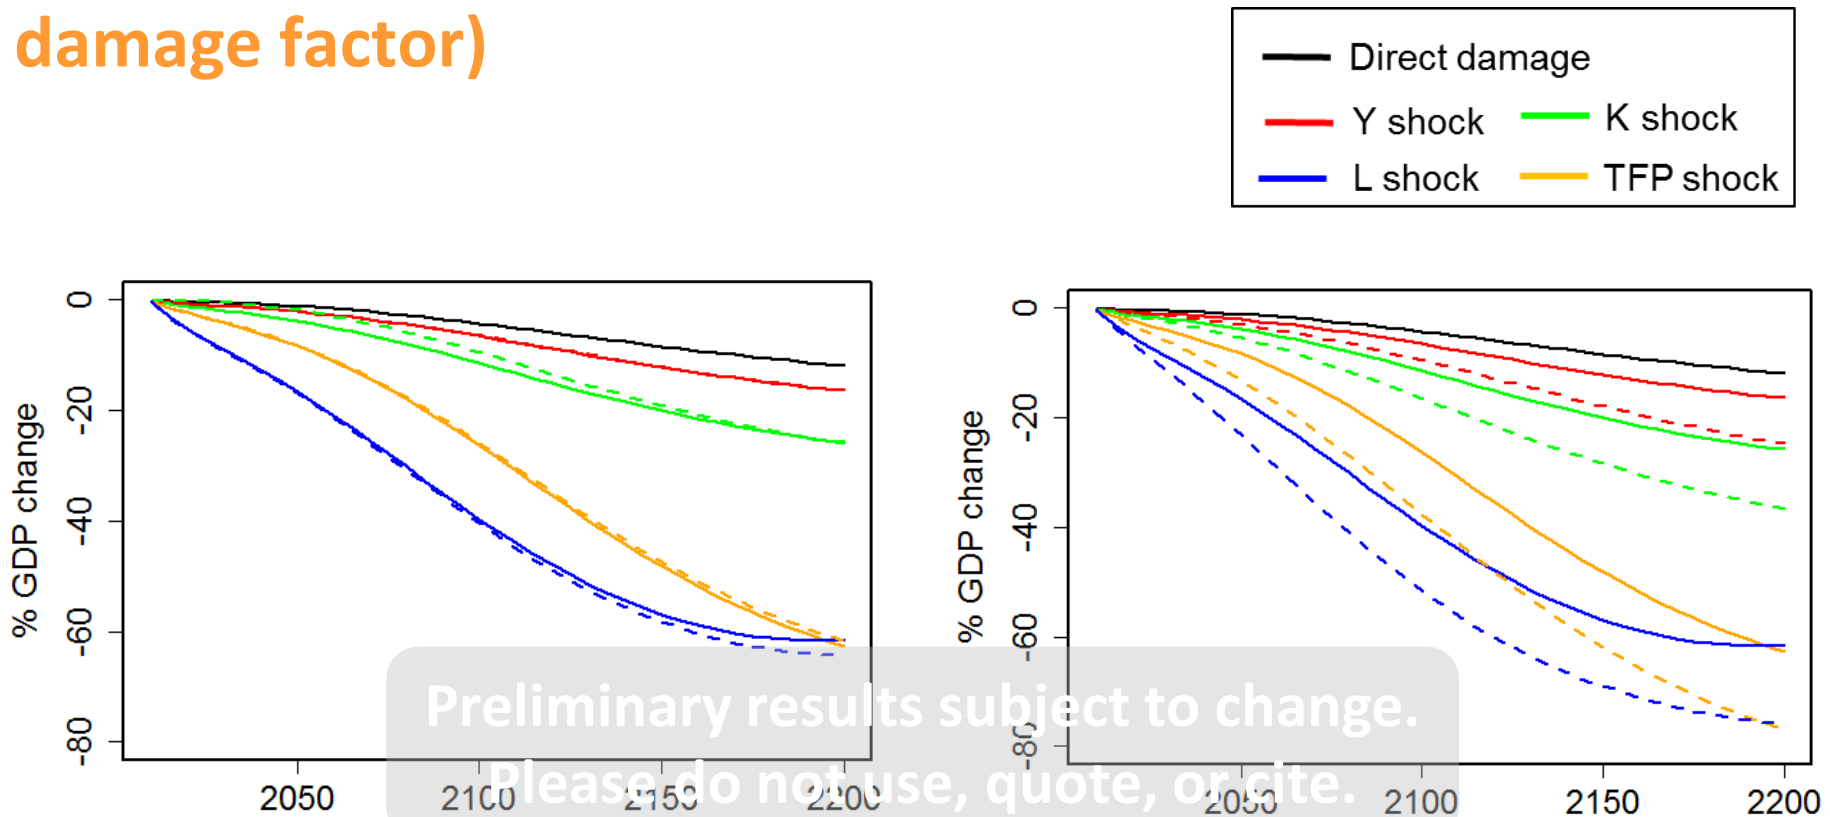 damage factor)
Direct damage
Y shock K shock
L shock TFP shock
% GDP change
0
-20
-40
-60
-80
2050 2100 2150 2200
% GDP change
0
-20
-40
-60
-80
2050 2100 2150 2200
Preliminary results subject to change.
Please do not use, quote, or cite.